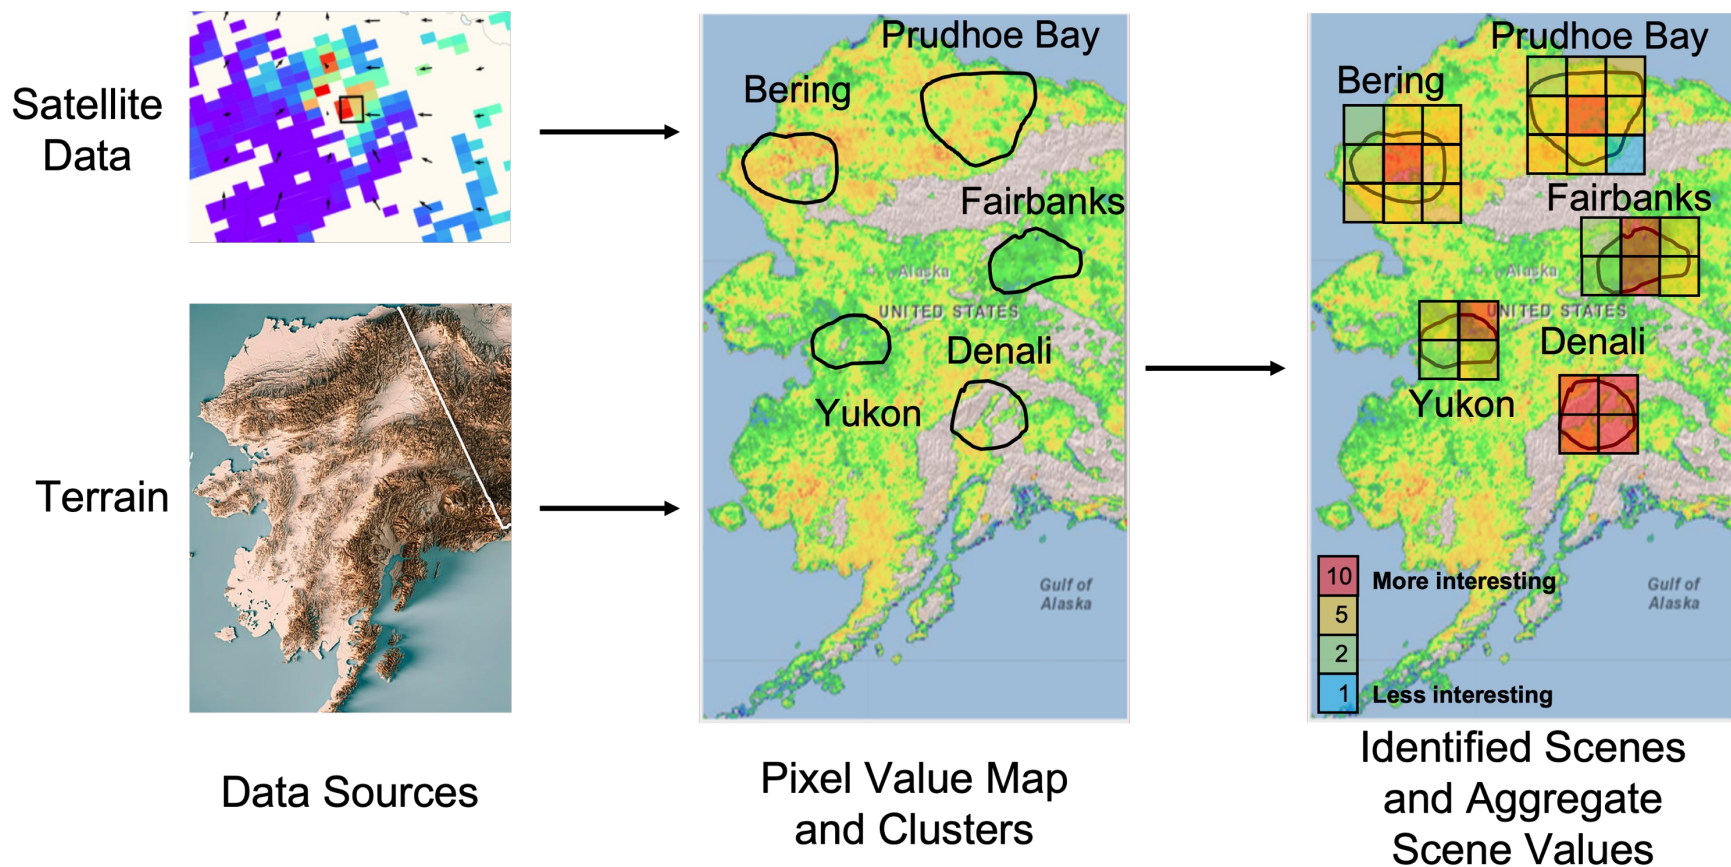 Satellite
Data
Terrain
Data Sources
Prudhoe Bay
Bering
Fairbanks
Alaska
UNITED STATES
Denali
Yukon
Gulf of
Alaska
Pixel Value Map
and Clusters
Prudhoe Bay
Bering
Fairbanks
Alaska
UNITED STATES
Denali
Yukon
10 More interesting
5
2
1 Less interesting
Gulf of
Alaska
Identified Scenes
and Aggregate
Scene Values